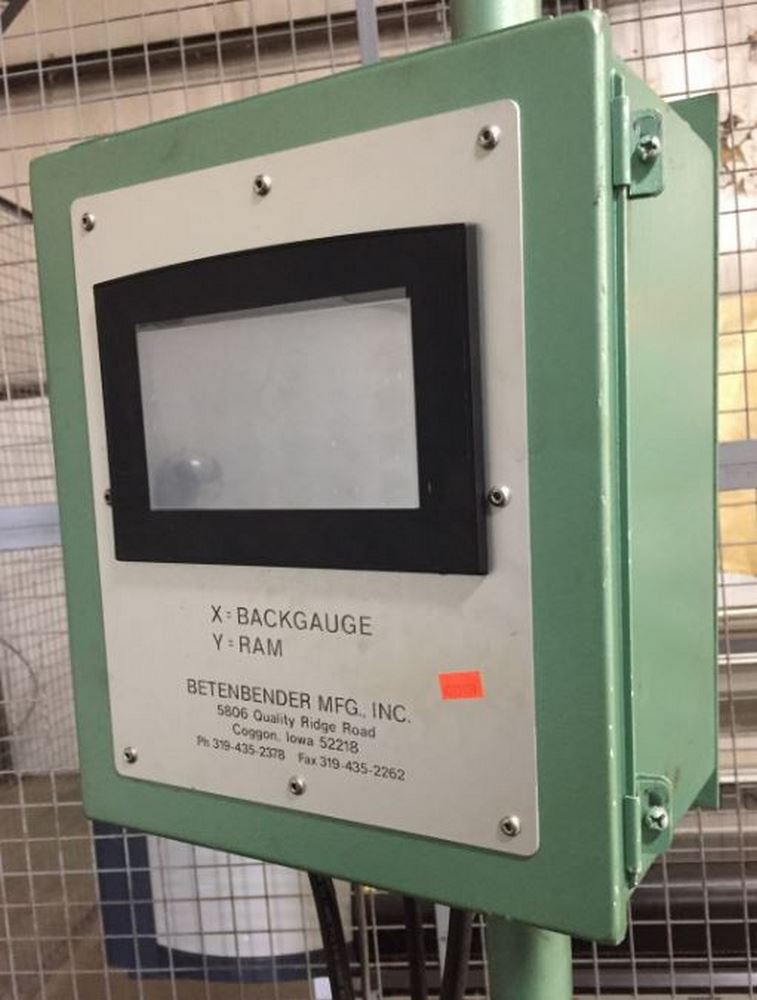 X=BACKGAUGE
Y=RAM
BETENBENDER MFG., INC.
5806 Quality Ridge Road
Coggon, Iowa 52218
Ph 319-435-2378 Fax 319-435-2262